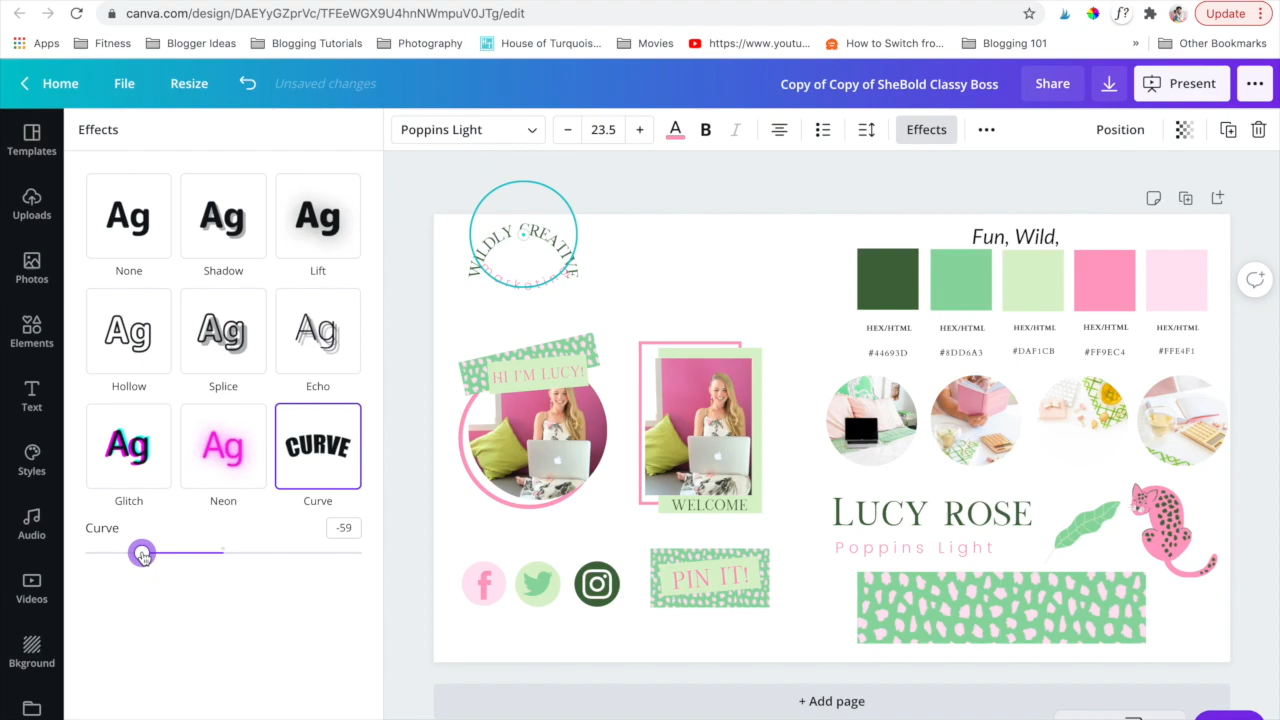 canva.com/design/DAEYyGZprVc/TFEeWGX9U4hnNWmpuV0JTg/edit
Update
Apps
Fitness
Blogger Ideas
Blogging Tutorials
Photography
House of Turquois...
Movies
https://www.youtu...
How to Switch from...
Blogging 101
»
Other Bookmarks
Home
File
Resize
Unsaved changes
Copy of Copy of SheBold Classy Boss
Share
Present
Templates
Uploads
Photos
Elements
Text
Styles
Audio
Videos
Bkground
Effects
Poppins Light
– 23.5 +
A
B
I
Effects
Position
Ag
Ag
Ag
None
Shadow
Lift
Ag
Ag
Ag
Hollow
Splice
Echo
Ag
Ag
CURVE
Glitch
Neon
Curve
Curve
-59
WILDLY CREATIVE
marketing
Fun, Wild,
HEX/HTML
HEX/HTML
HEX/HTML
HEX/HTML
HEX/HTML
#44693D
#8DD6A3
#DAF1CB
#FF9EC4
#FFE4F1
HI I'M LUCY!
WELCOME
LUCY ROSE
Poppins Light
PIN IT!
+ Add page